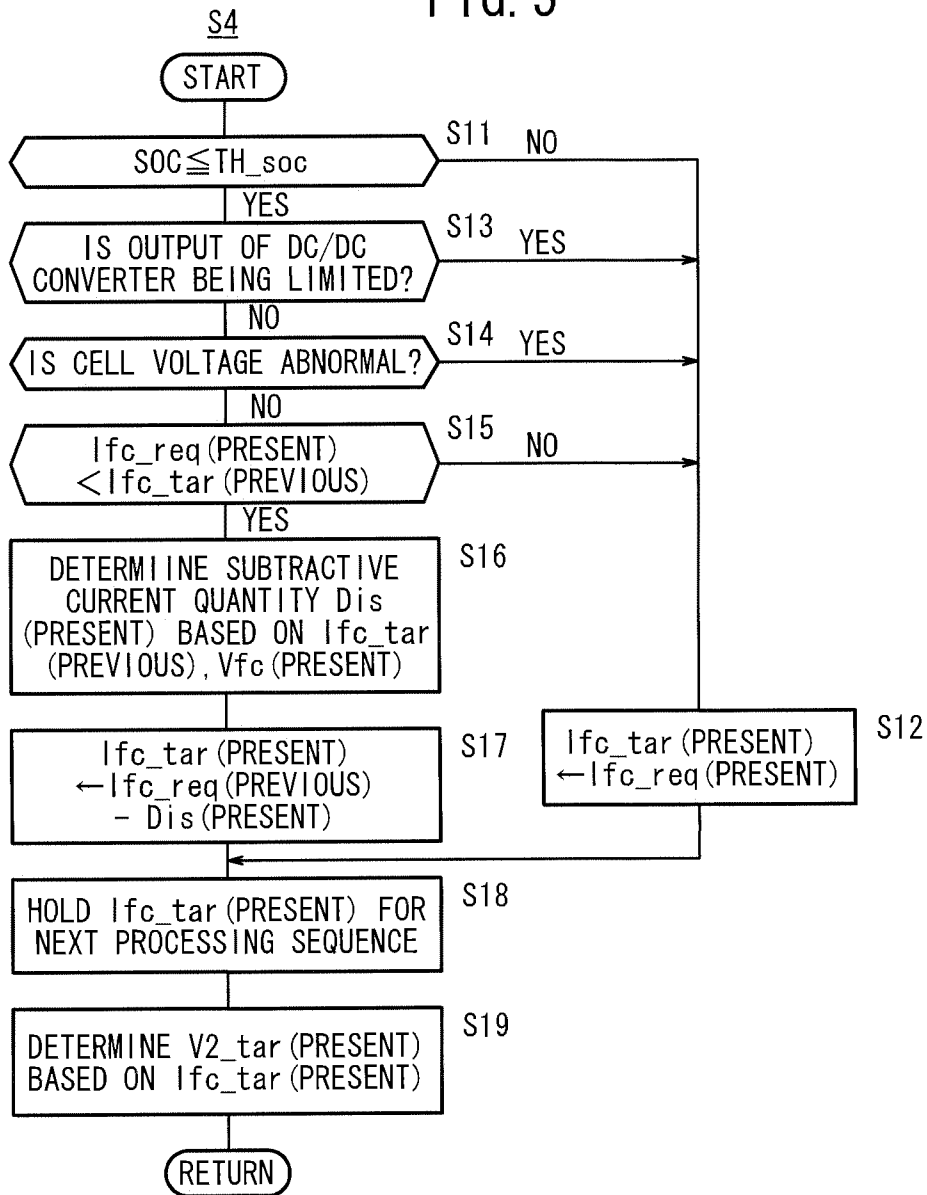 S4
START
SOC≦TH_soc
S11
NO
YES
IS OUTPUT OF DC/DC
CONVERTER BEING LIMITED?
S13
YES
NO
IS CELL VOLTAGE ABNORMAL?
S14
YES
NO
Ifc_req(PRESENT)
<Ifc_tar(PREVIOUS)
S15
NO
YES
DETERMIINE SUBTRACTIVE
CURRENT QUANTITY Dis
(PRESENT) BASED ON Ifc_tar
(PREVIOUS), Vfc(PRESENT)
S16
Ifc_tar(PRESENT)
←Ifc_req(PREVIOUS)
– Dis(PRESENT)
S17
Ifc_tar(PRESENT)
←Ifc_req(PRESENT)
S12
HOLD Ifc_tar(PRESENT) FOR
NEXT PROCESSING SEQUENCE
S18
DETERMINE V2_tar(PRESENT)
BASED ON Ifc_tar(PRESENT)
S19
RETURN